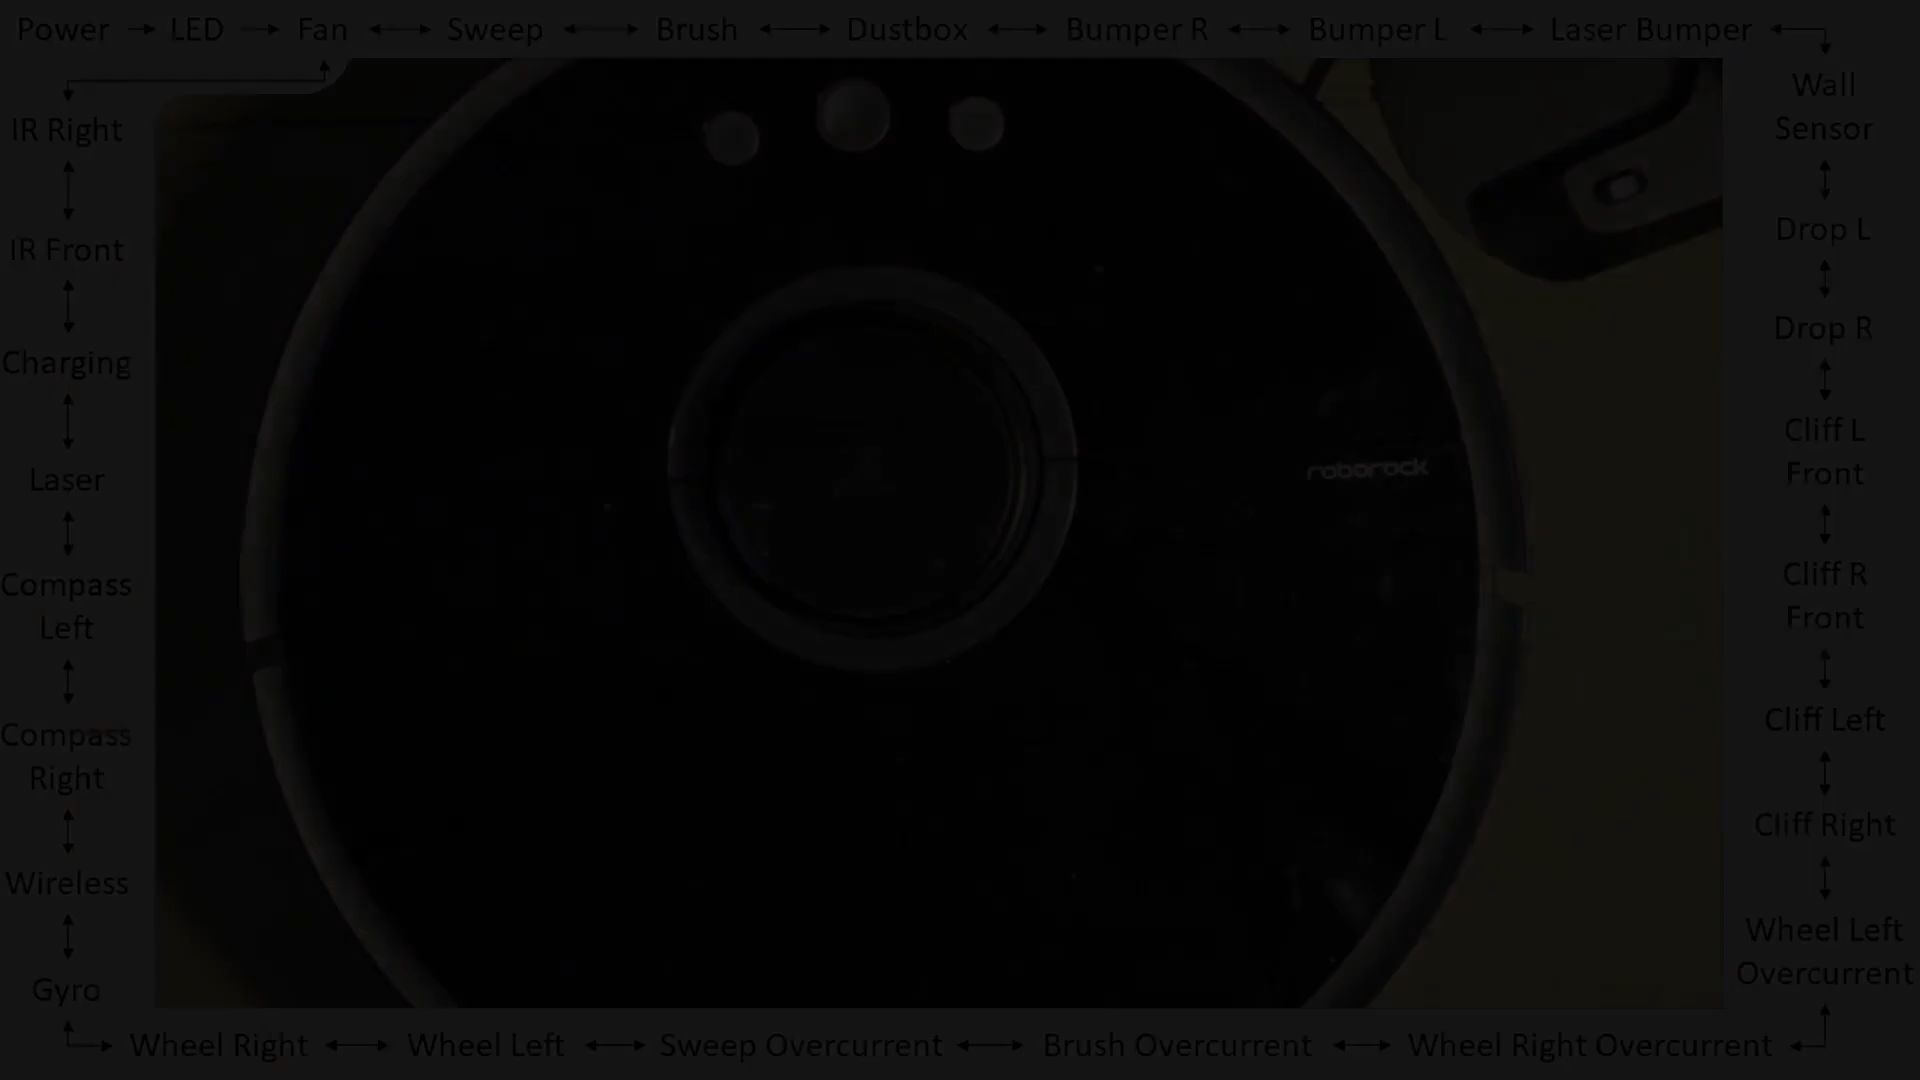 Power
LED
Fan
Sweep
Brush
Dustbox
Bumper R
Bumper L
Laser Bumper
Wall
Sensor
Drop L
Drop R
Cliff L
Front
Cliff R
Front
Cliff Left
Cliff Right
Wheel Left
Overcurrent
Wheel Right Overcurrent
Brush Overcurrent
Sweep Overcurrent
Wheel Left
Wheel Right
Gyro
Wireless
Compass
Right
Compass
Left
Laser
Charging
IR Front
IR Right
roborock